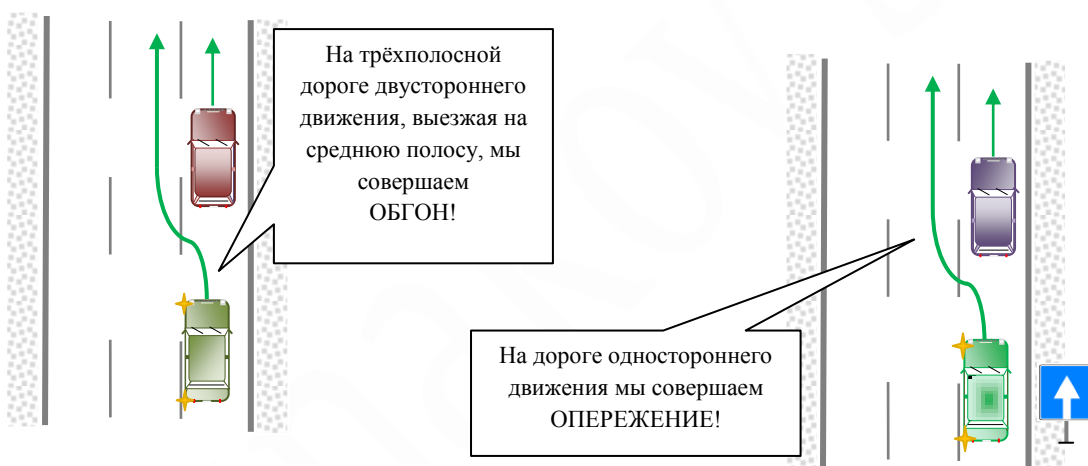 На трёхполосной
дороге двустороннего
движения, выезжая на
среднюю полосу, мы
совершаем
ОБГОН!
На дороге одностороннего
движения мы совершаем
ОПЕРЕЖЕНИЕ!